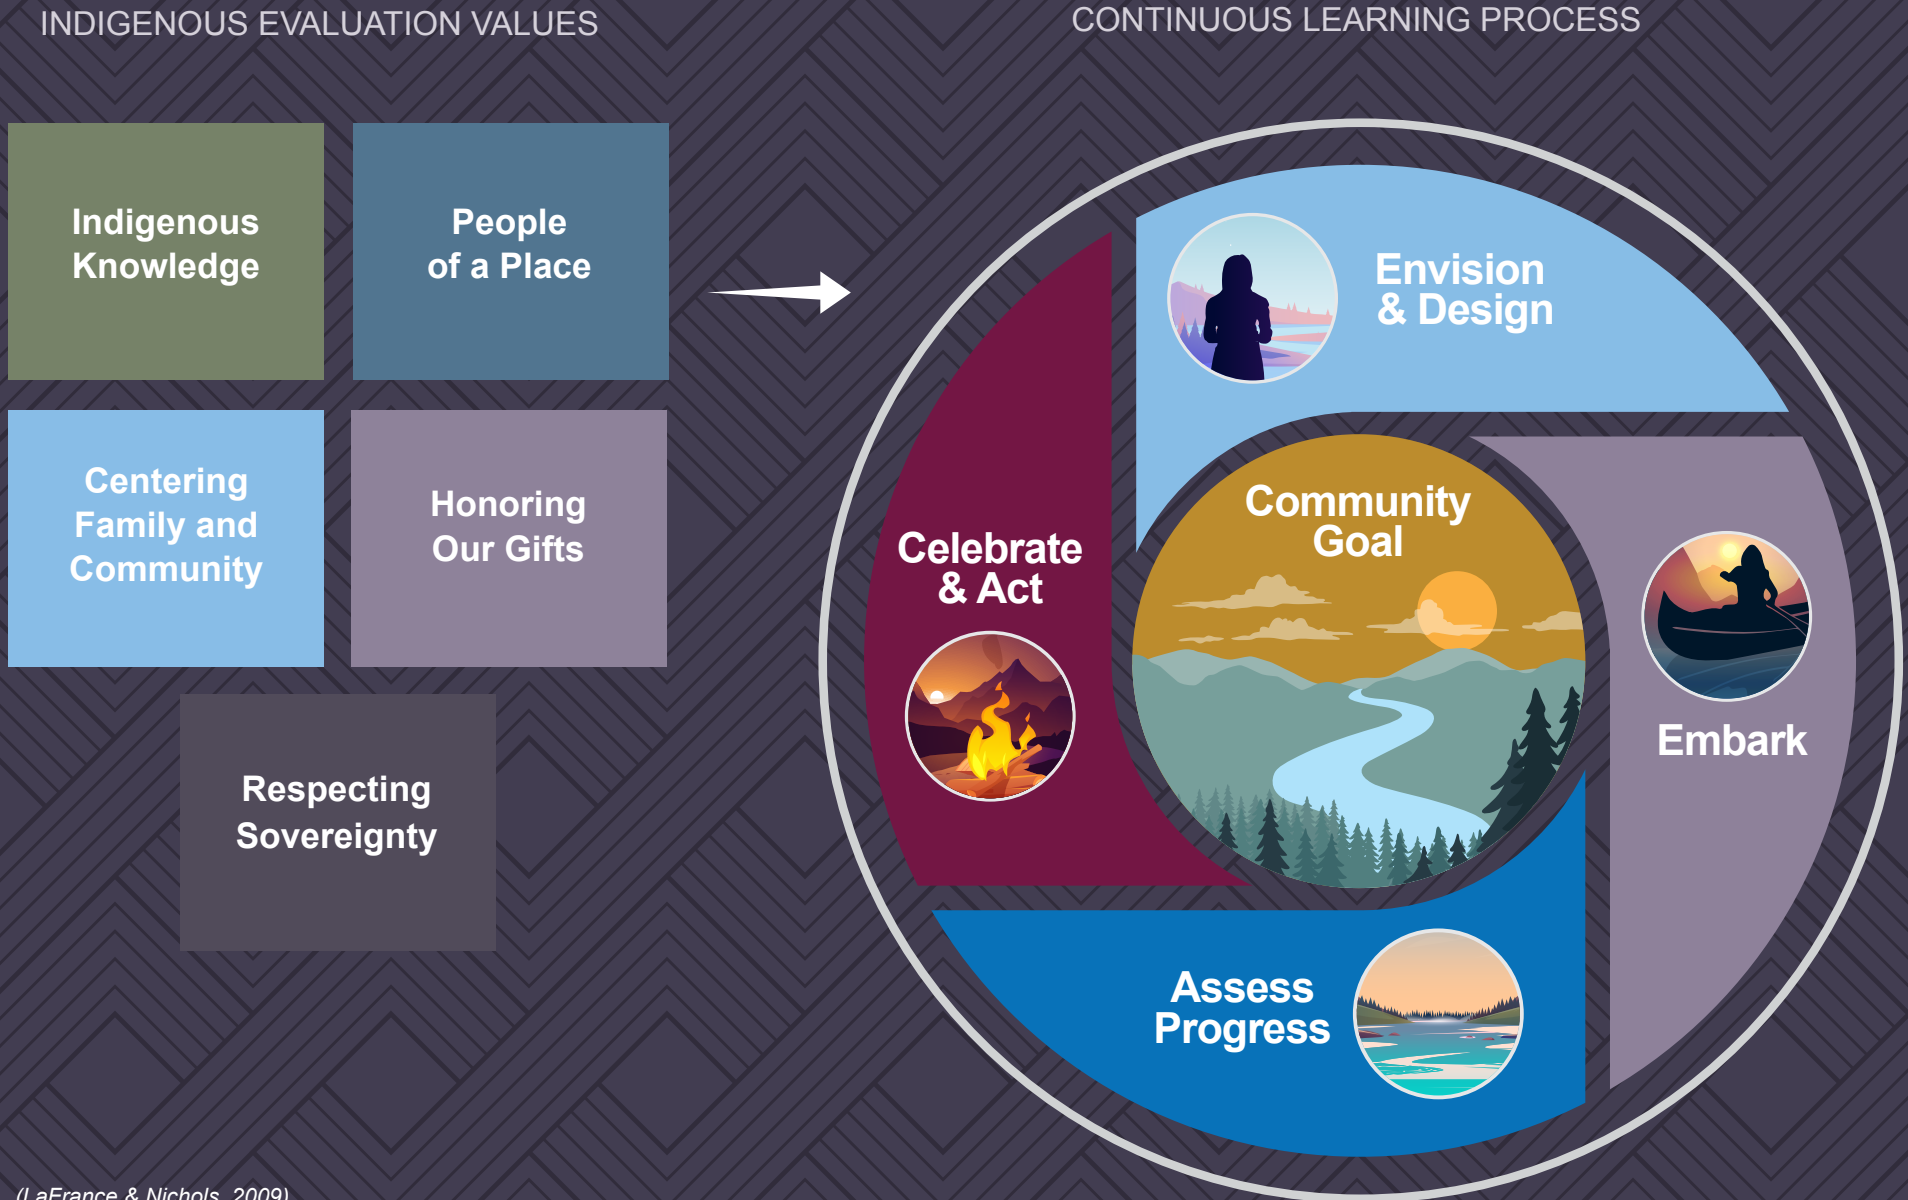 INDIGENOUS EVALUATION VALUES
CONTINUOUS LEARNING PROCESS
Indigenous
Knowledge
People
of a Place
Centering
Family and
Community
Honoring
Our Gifts
Respecting
Sovereignty
Envision
& Design
Community
Goal
Celebrate
& Act
Embark
Assess
Progress
(LaFrance & Nichols, 2009)